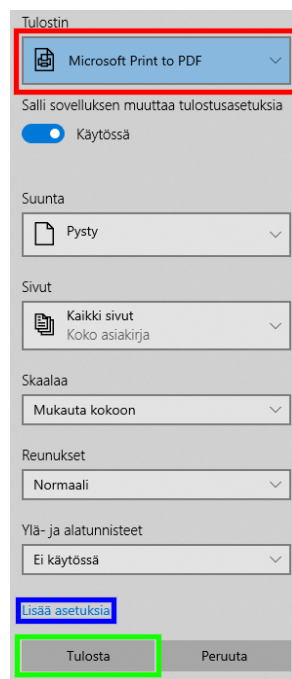 Tulostin
Microsoft Print to PDF
Salli sovelluksen muuttaa tulostusasetuksia
Käytössä
Suunta
Pysty
Sivut
Kaikki sivut
Koko asiakirja
Skaalaa
Mukauta kokoon
Reunukset
Normaali
Ylä- ja alatunnisteet
Ei käytössä
Lisää asetuksia
Tulosta Peruuta